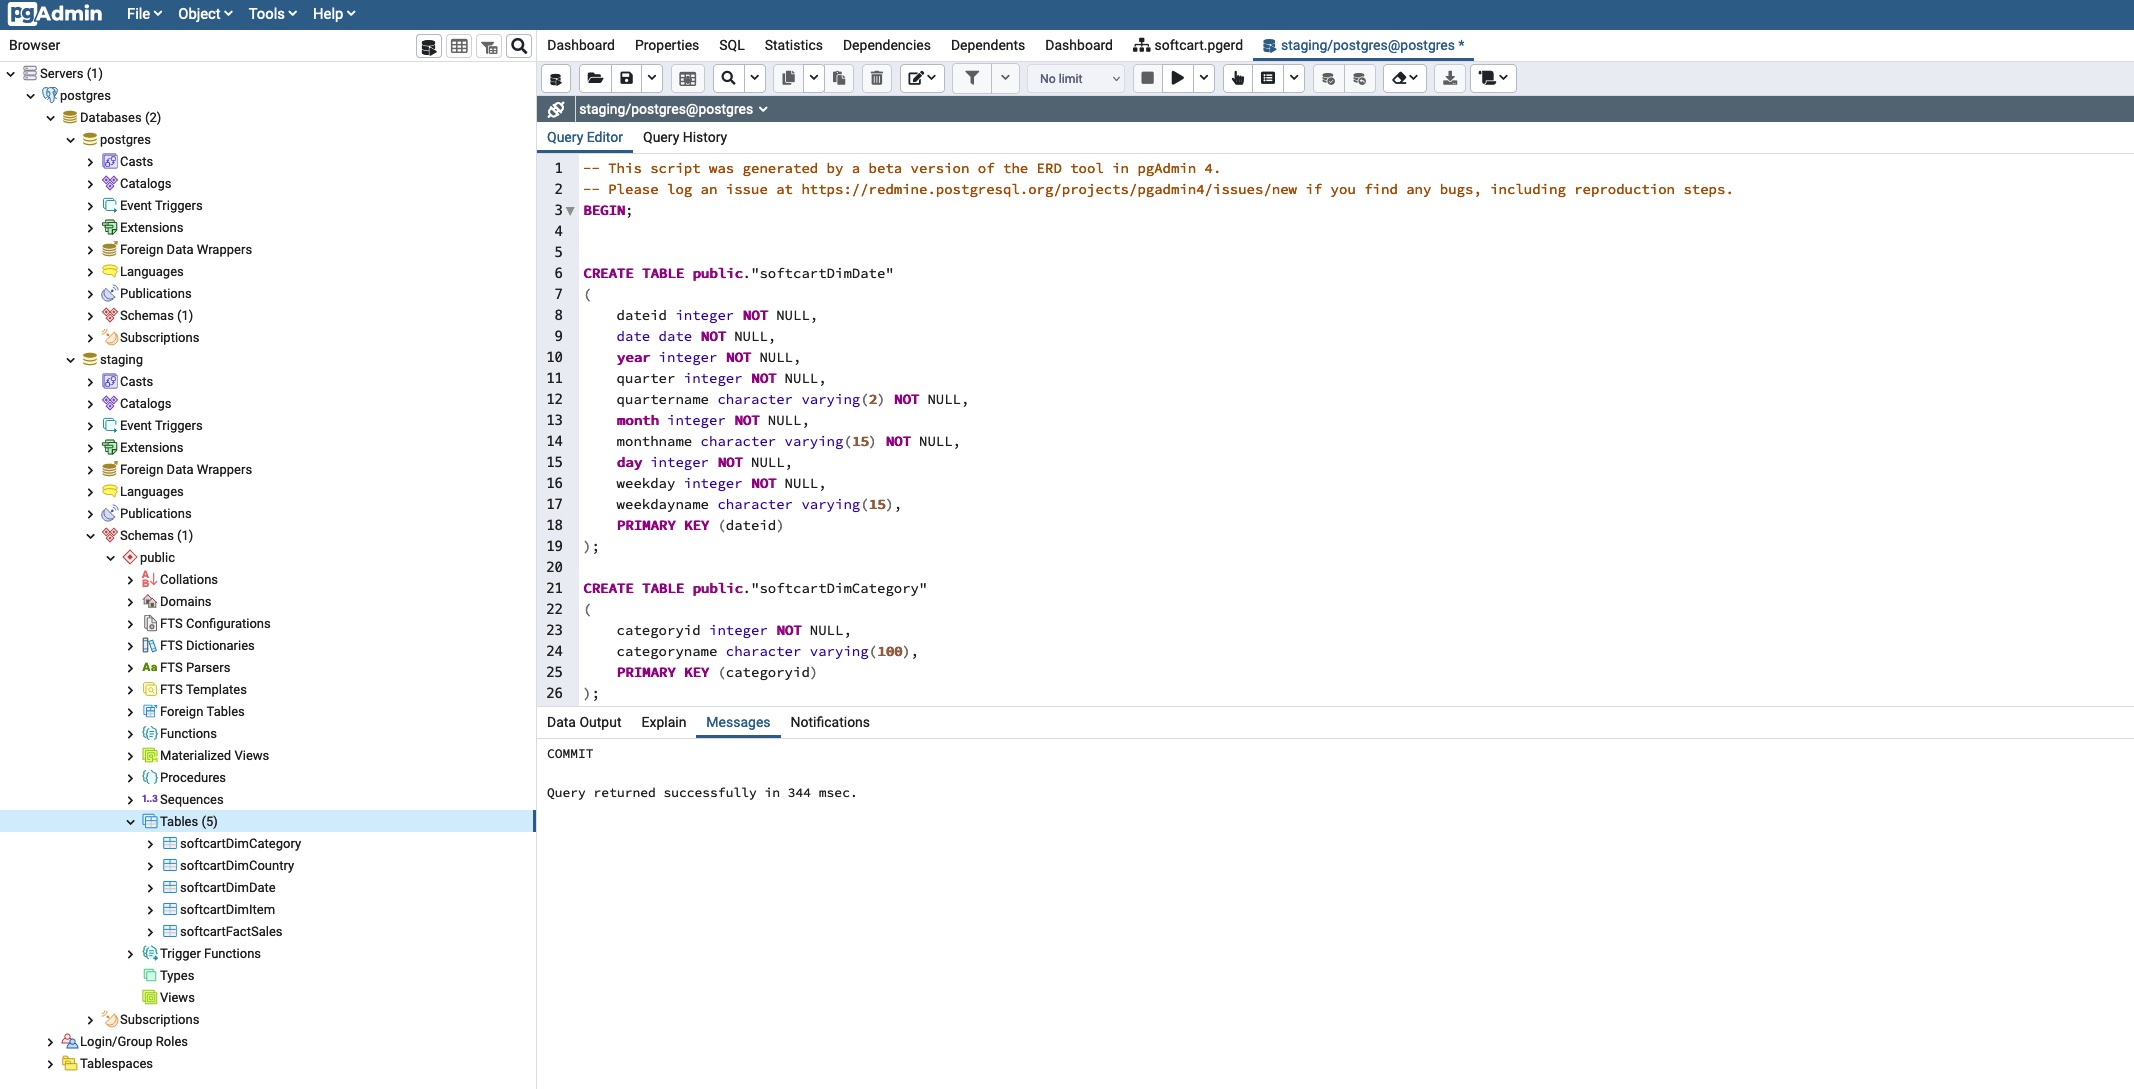 pgAdmin File Object Tools Help
Browser
Servers (1)
postgres
Databases (2)
postgres
Casts
Catalogs
Event Triggers
Extensions
Foreign Data Wrappers
Languages
Publications
Schemas (1)
Subscriptions
staging
Casts
Catalogs
Event Triggers
Extensions
Foreign Data Wrappers
Languages
Publications
Schemas (1)
public
Collations
Domains
FTS Configurations
FTS Dictionaries
Aa FTS Parsers
FTS Templates
Foreign Tables
Functions
Materialized Views
Procedures
1..3 Sequences
Tables (5)
softcartDimCategory
softcartDimCountry
softcartDimDate
softcartDimItem
softcartFactSales
Trigger Functions
Types
Views
Subscriptions
Login/Group Roles
Tablespaces
Dashboard Properties SQL Statistics Dependencies Dependents Dashboard softcart.pgerd staging/postgres@postgres *
No limit
staging/postgres@postgres
Query Editor Query History
1 -- This script was generated by a beta version of the ERD tool in pgAdmin 4.
2 -- Please log an issue at https://redmine.postgresql.org/projects/pgadmin4/issues/new if you find any bugs, including reproduction steps.
3 BEGIN;
4
5
6 CREATE TABLE public."softcartDimDate"
7 (
8 dateid integer NOT NULL,
9 date date NOT NULL,
10 year integer NOT NULL,
11 quarter integer NOT NULL,
12 quartername character varying(2) NOT NULL,
13 month integer NOT NULL,
14 monthname character varying(15) NOT NULL,
15 day integer NOT NULL,
16 weekday integer NOT NULL,
17 weekdayname character varying(15),
18 PRIMARY KEY (dateid)
19 );
20
21 CREATE TABLE public."softcartDimCategory"
22 (
23 categoryid integer NOT NULL,
24 categoryname character varying(100),
25 PRIMARY KEY (categoryid)
26 );
Data Output Explain Messages Notifications
COMMIT
Query returned successfully in 344 msec.